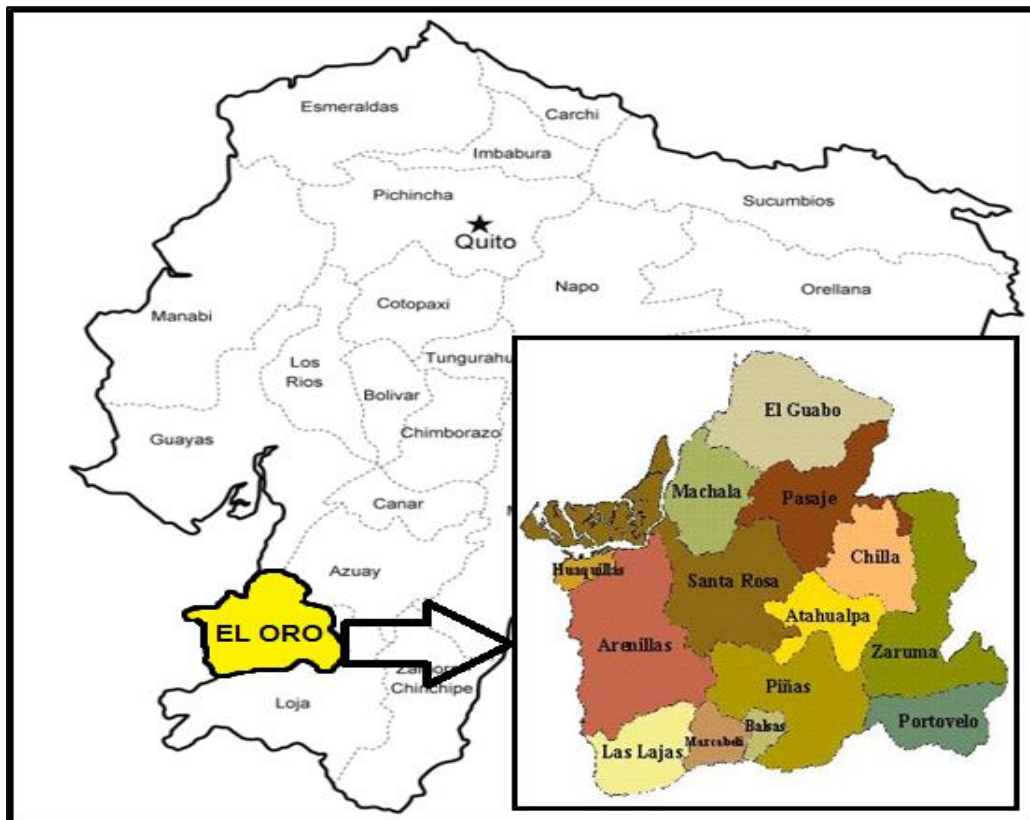 Esmeraldas
Carchi
Imbabura
Pichincha
Sucumbios
Quito
Napo
Orellana
Cotopaxi
Manabi
Los
Rios
Tungurahu
Bolivar
Chimborazo
Guayas
Canar
Azuay
EL ORO
Chinchipe
Loja
El Guabo
Machala
Pasaje
Chilla
Huaquillas
Santa Rosa
Atahualpa
Arenillas
Zaruma
Piñas
Portovelo
Balsas
Marcabeli
Las Lajas